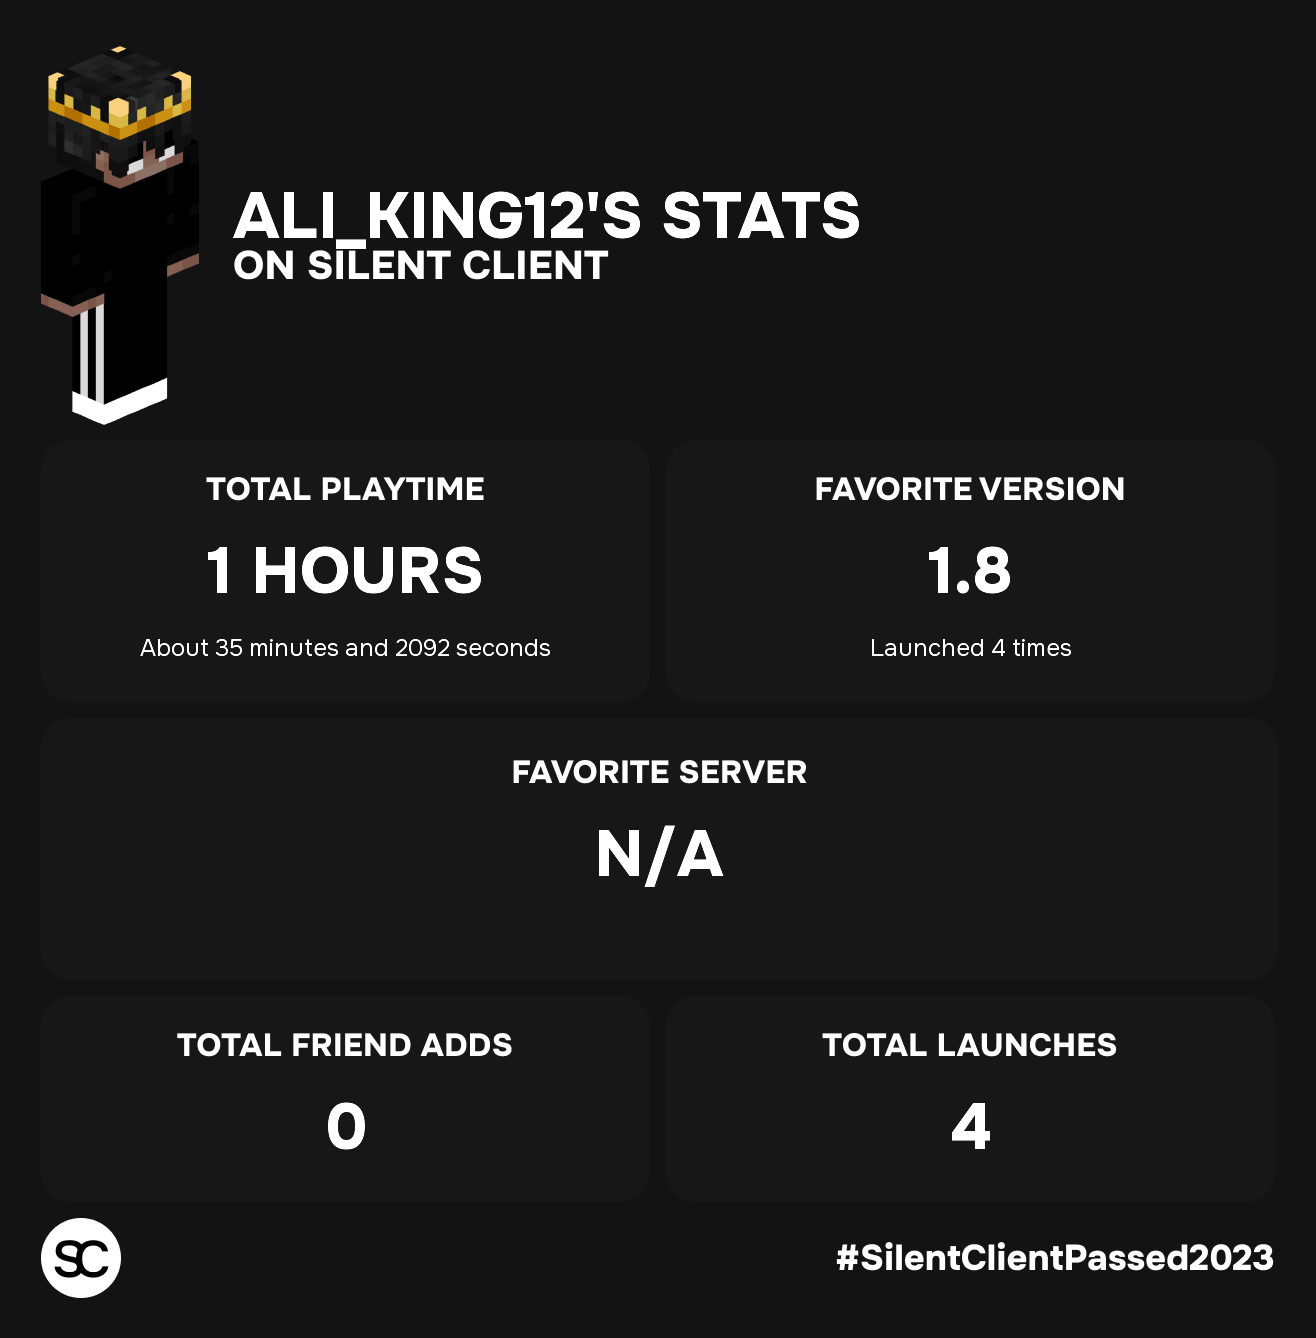 ALI_KING12'S STATS
ON SILENT CLIENT
TOTAL PLAYTIME
1 HOURS
About 35 minutes and 2092 seconds
FAVORITE VERSION
1.8
Launched 4 times
FAVORITE SERVER
N/A
TOTAL FRIEND ADDS
0
TOTAL LAUNCHES
4
SC
#SilentClientPassed2023